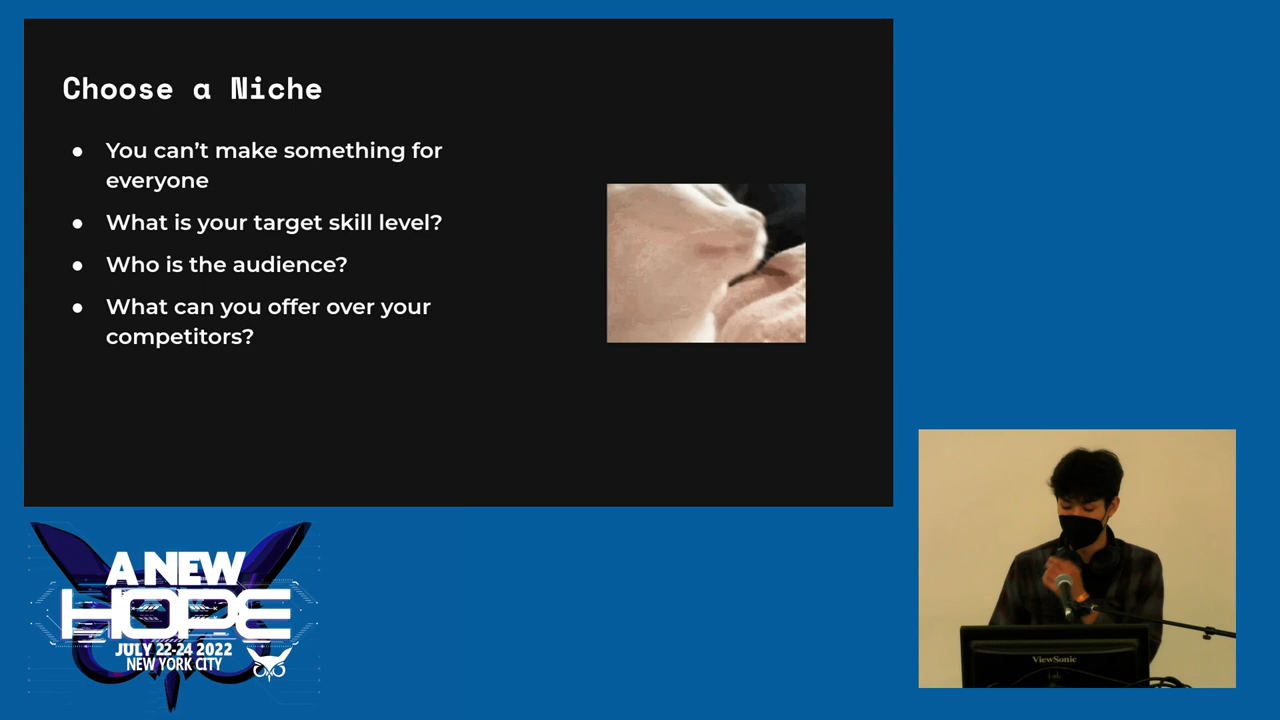 Choose a Niche
● You can’t make something for
everyone
● What is your target skill level?
● Who is the audience?
● What can you offer over your
competitors?
A NEW
HOPE
JULY 22-24 2022
NEW YORK CITY
ViewSonic